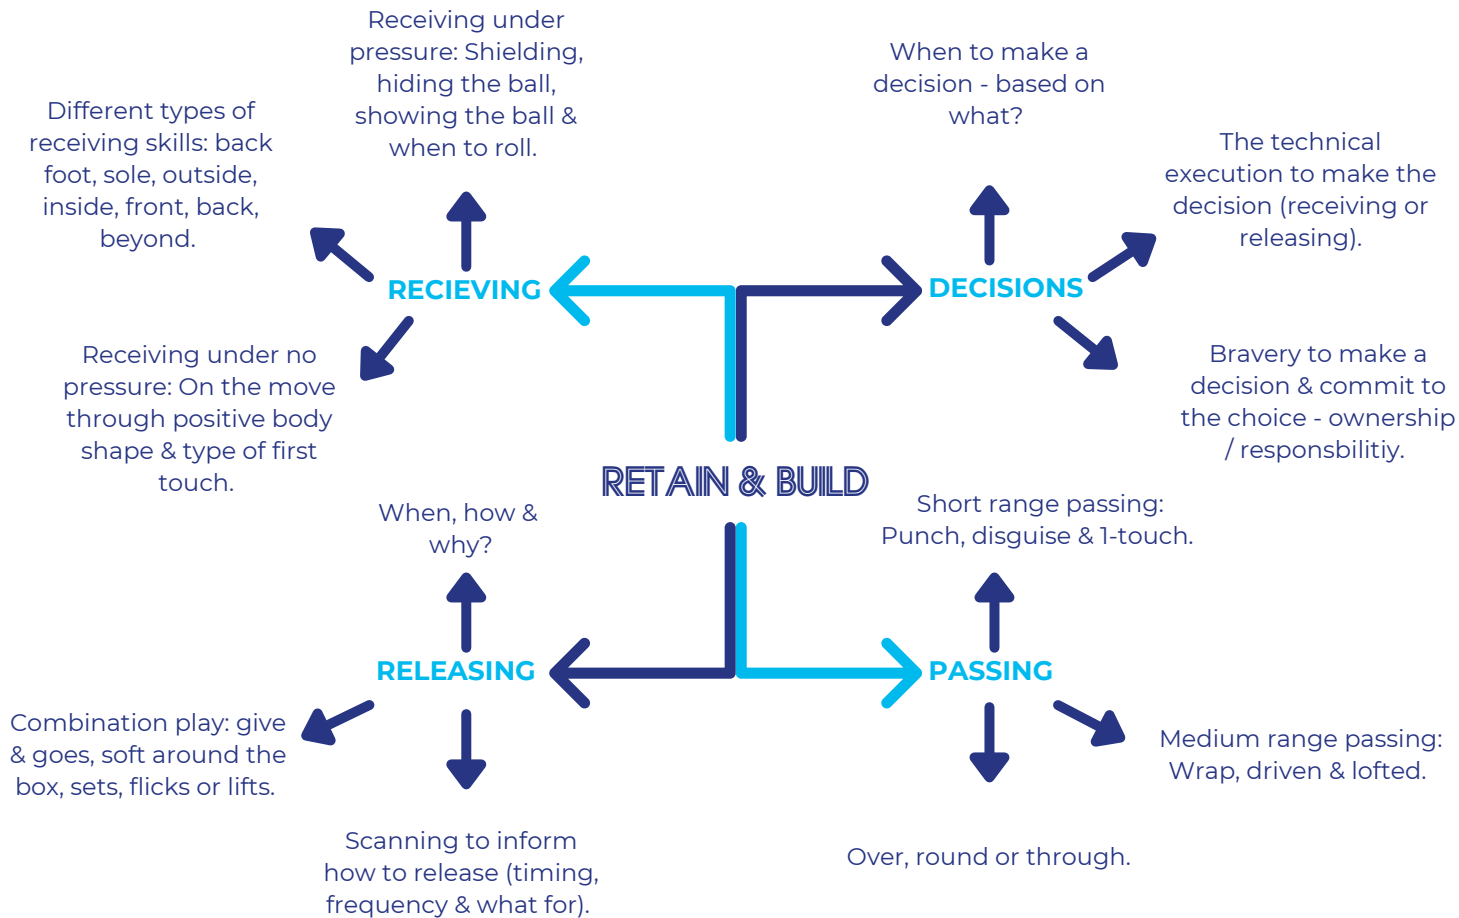 Receiving under
pressure: Shielding,
hiding the ball,
showing the ball &
when to roll.
Different types of
receiving skills: back
foot, sole, outside,
inside, front, back,
beyond.
RECIEVING
Receiving under no
pressure: On the move
through positive body
shape & type of first
touch.
When to make a
decision - based on
what?
The technical
execution to make the
decision (receiving or
releasing).
DECISIONS
Bravery to make a
decision & commit to
the choice - ownership
/ responsbilitiy.
RETAIN & BUILD
When, how &
why?
RELEASING
Combination play: give
& goes, soft around the
box, sets, flicks or lifts.
Scanning to inform
how to release (timing,
frequency & what for).
Short range passing:
Punch, disguise & 1-touch.
PASSING
Medium range passing:
Wrap, driven & lofted.
Over, round or through.